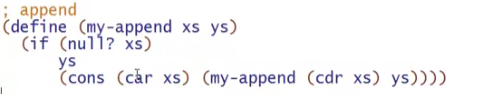 ; append
(define (my-append xs ys)
  (if (null? xs)
      ys
      (cons (car xs) (my-append (cdr xs) ys))))